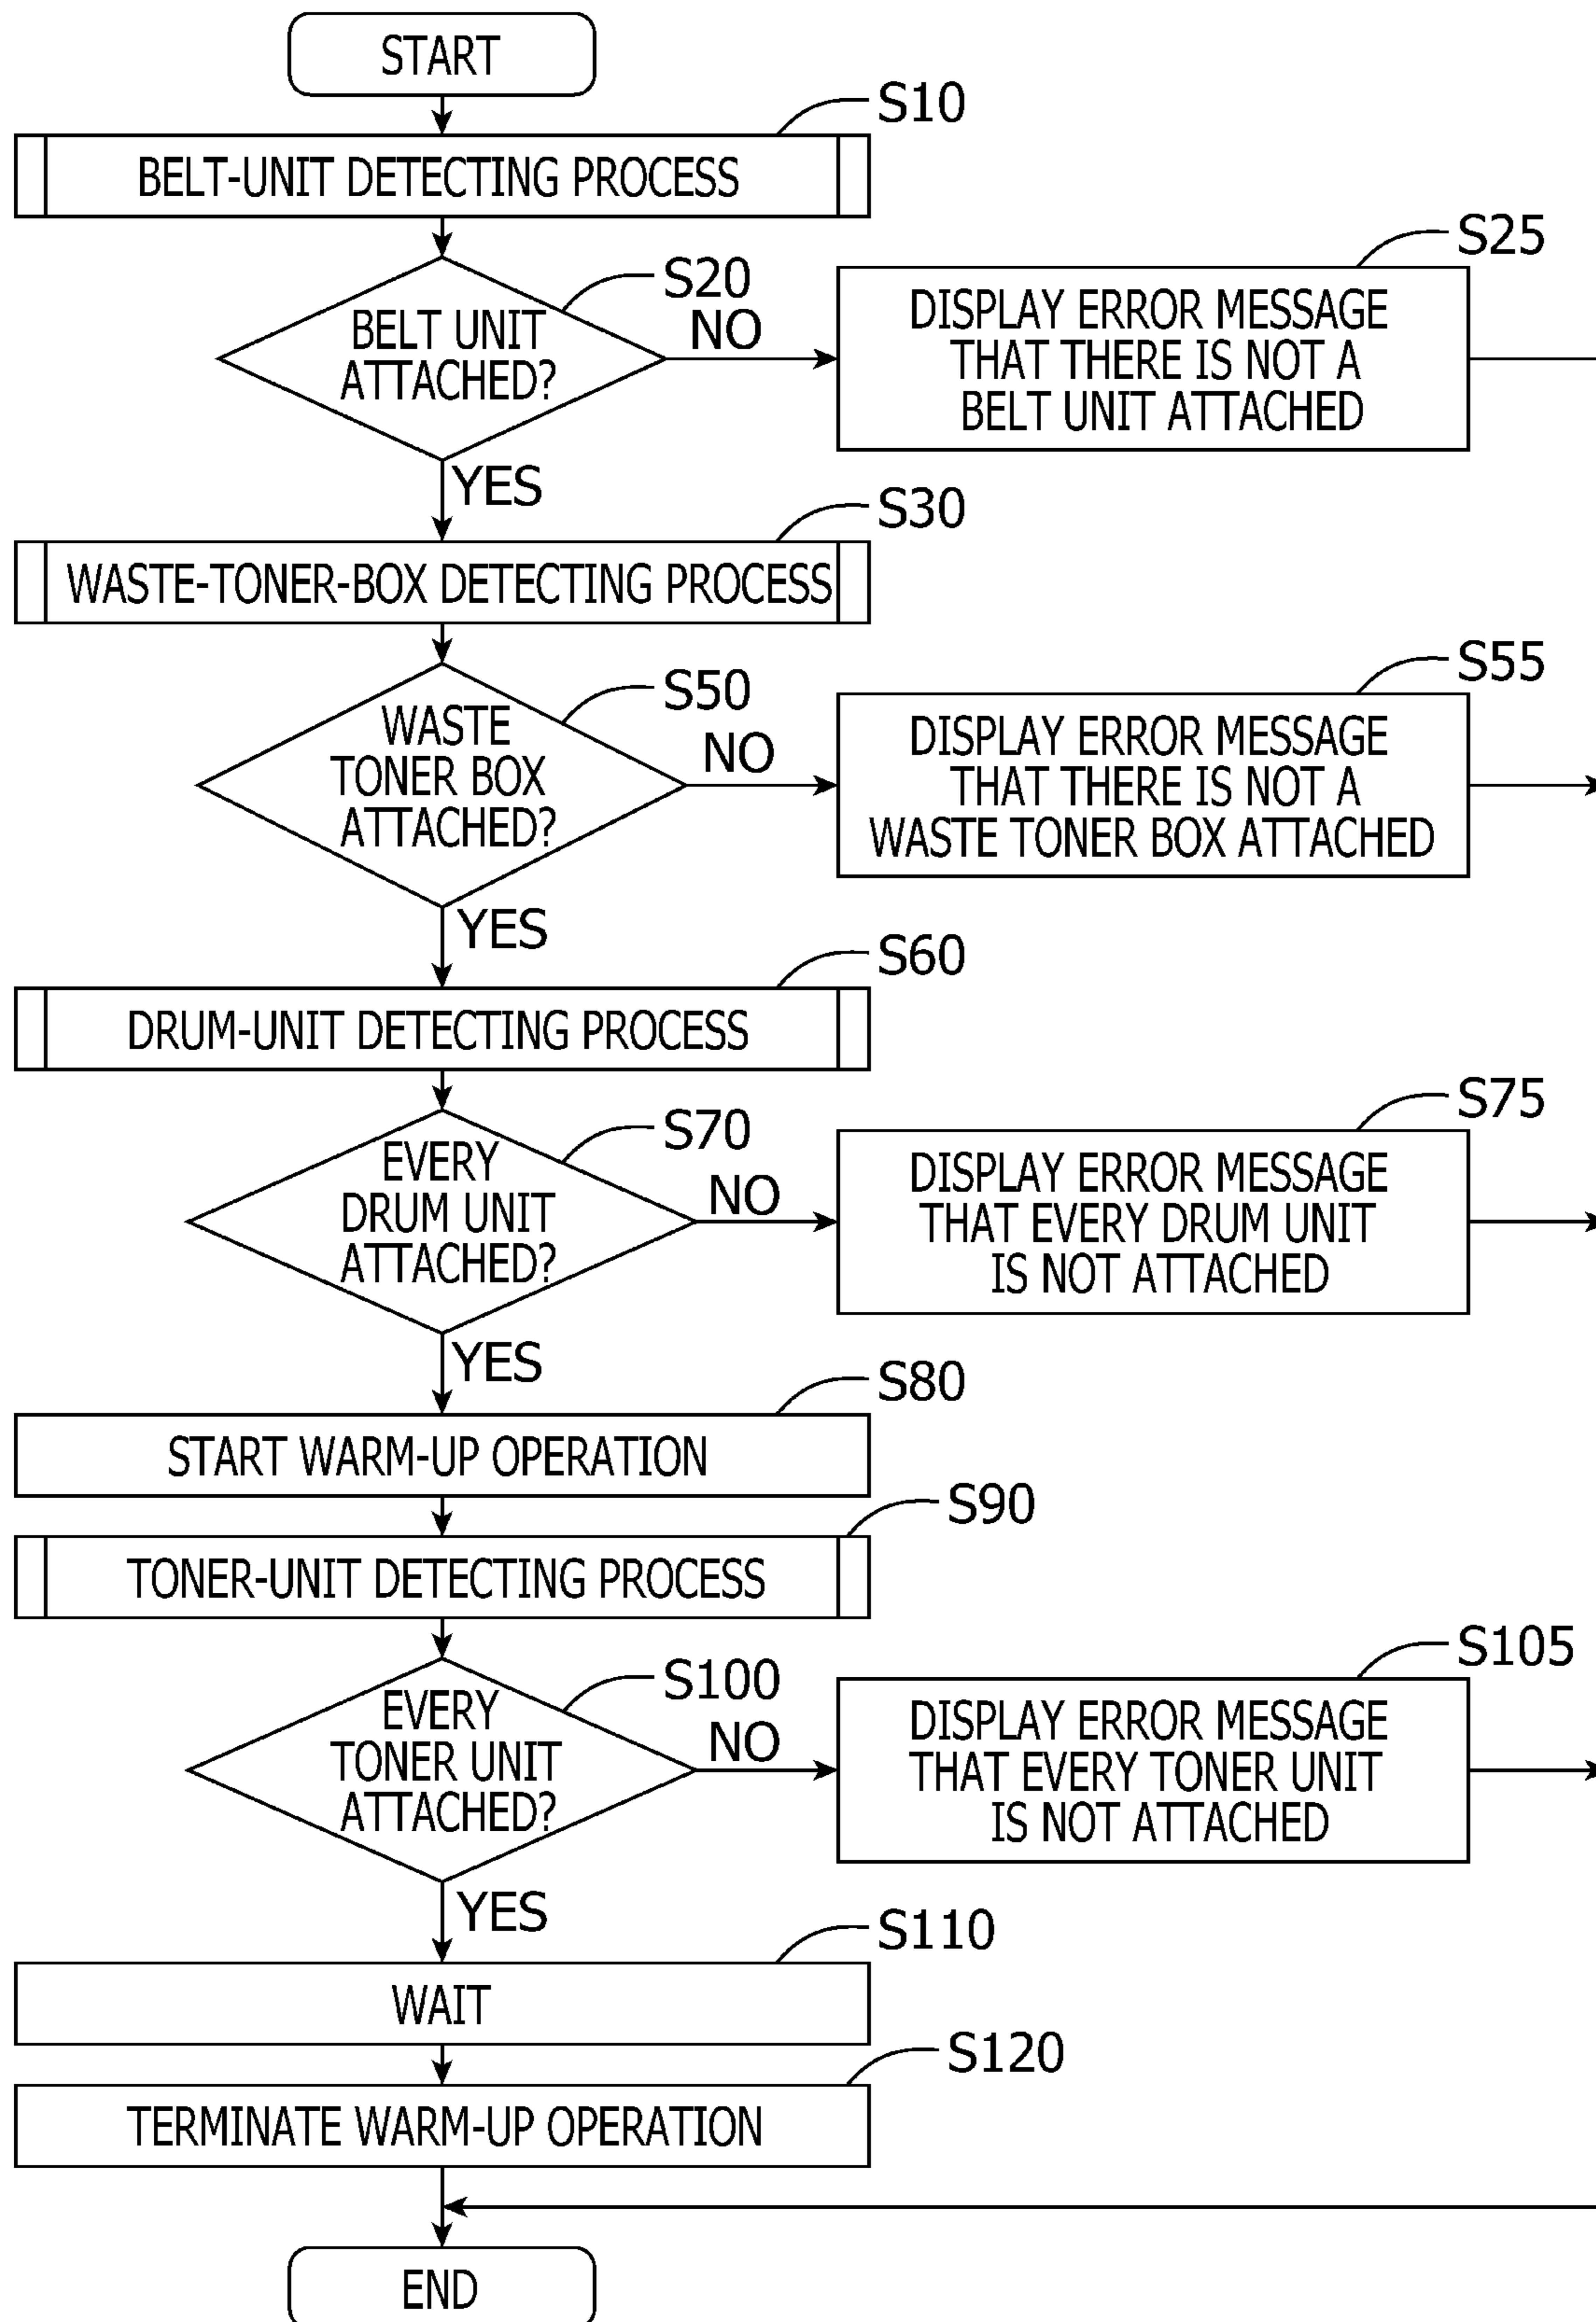 START
S10
BELT-UNIT DETECTING PROCESS
S20
BELT UNIT
ATTACHED?
NO
S25
DISPLAY ERROR MESSAGE
THAT THERE IS NOT A
BELT UNIT ATTACHED
YES
S30
WASTE-TONER-BOX DETECTING PROCESS
S50
WASTE
TONER BOX
ATTACHED?
NO
S55
DISPLAY ERROR MESSAGE
THAT THERE IS NOT A
WASTE TONER BOX ATTACHED
YES
S60
DRUM-UNIT DETECTING PROCESS
S70
EVERY
DRUM UNIT
ATTACHED?
NO
S75
DISPLAY ERROR MESSAGE
THAT EVERY DRUM UNIT
IS NOT ATTACHED
YES
S80
START WARM-UP OPERATION
S90
TONER-UNIT DETECTING PROCESS
S100
EVERY
TONER UNIT
ATTACHED?
NO
S105
DISPLAY ERROR MESSAGE
THAT EVERY TONER UNIT
IS NOT ATTACHED
YES
S110
WAIT
S120
TERMINATE WARM-UP OPERATION
END